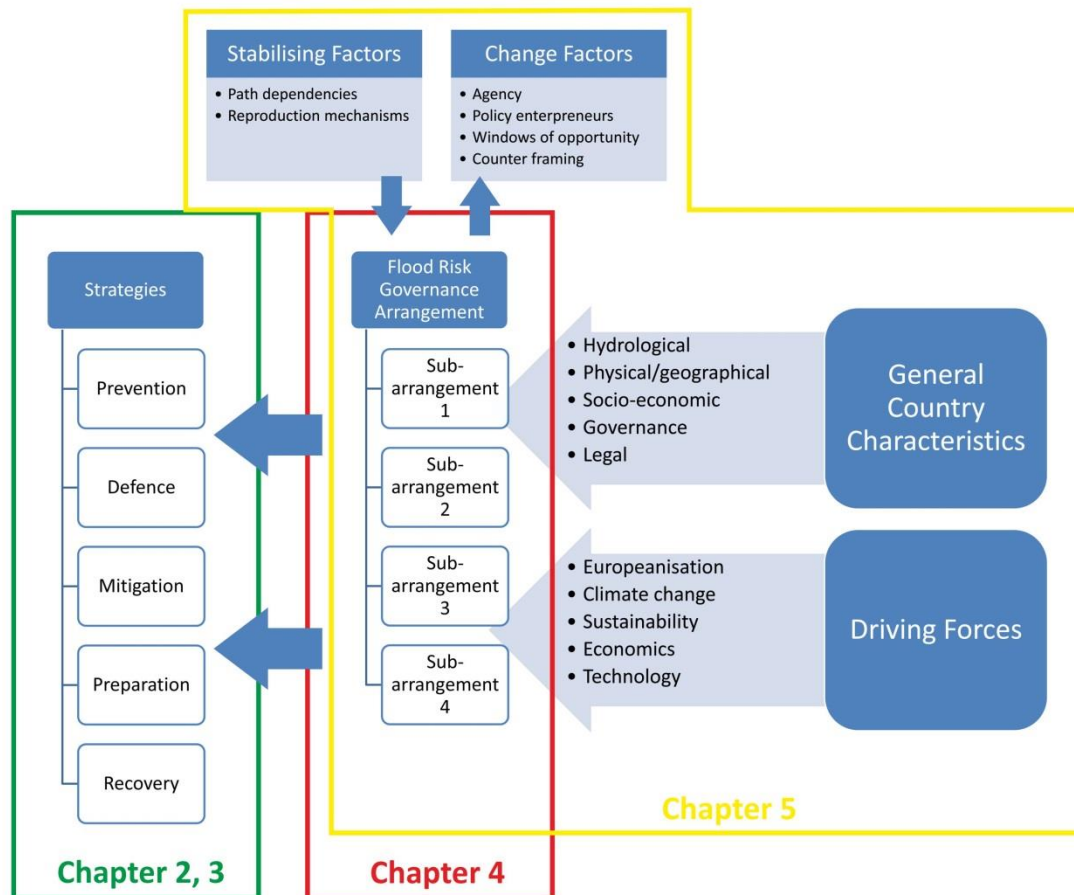 Stabilising Factors
• Path dependencies
• Reproduction mechanisms
Change Factors
• Agency
• Policy enterpreneurs
• Windows of opportunity
• Counter framing
Strategies
Prevention
Defence
Mitigation
Preparation
Recovery
Flood Risk
Governance
Arrangement
Sub-
arrangement
1
Sub-
arrangement
2
Sub-
arrangement
3
Sub-
arrangement
4
• Hydrological
• Physical/geographical
• Socio-economic
• Governance
• Legal
General
Country
Characteristics
• Europeanisation
• Climate change
• Sustainability
• Economics
• Technology
Driving Forces
Chapter 5
Chapter 2, 3
Chapter 4